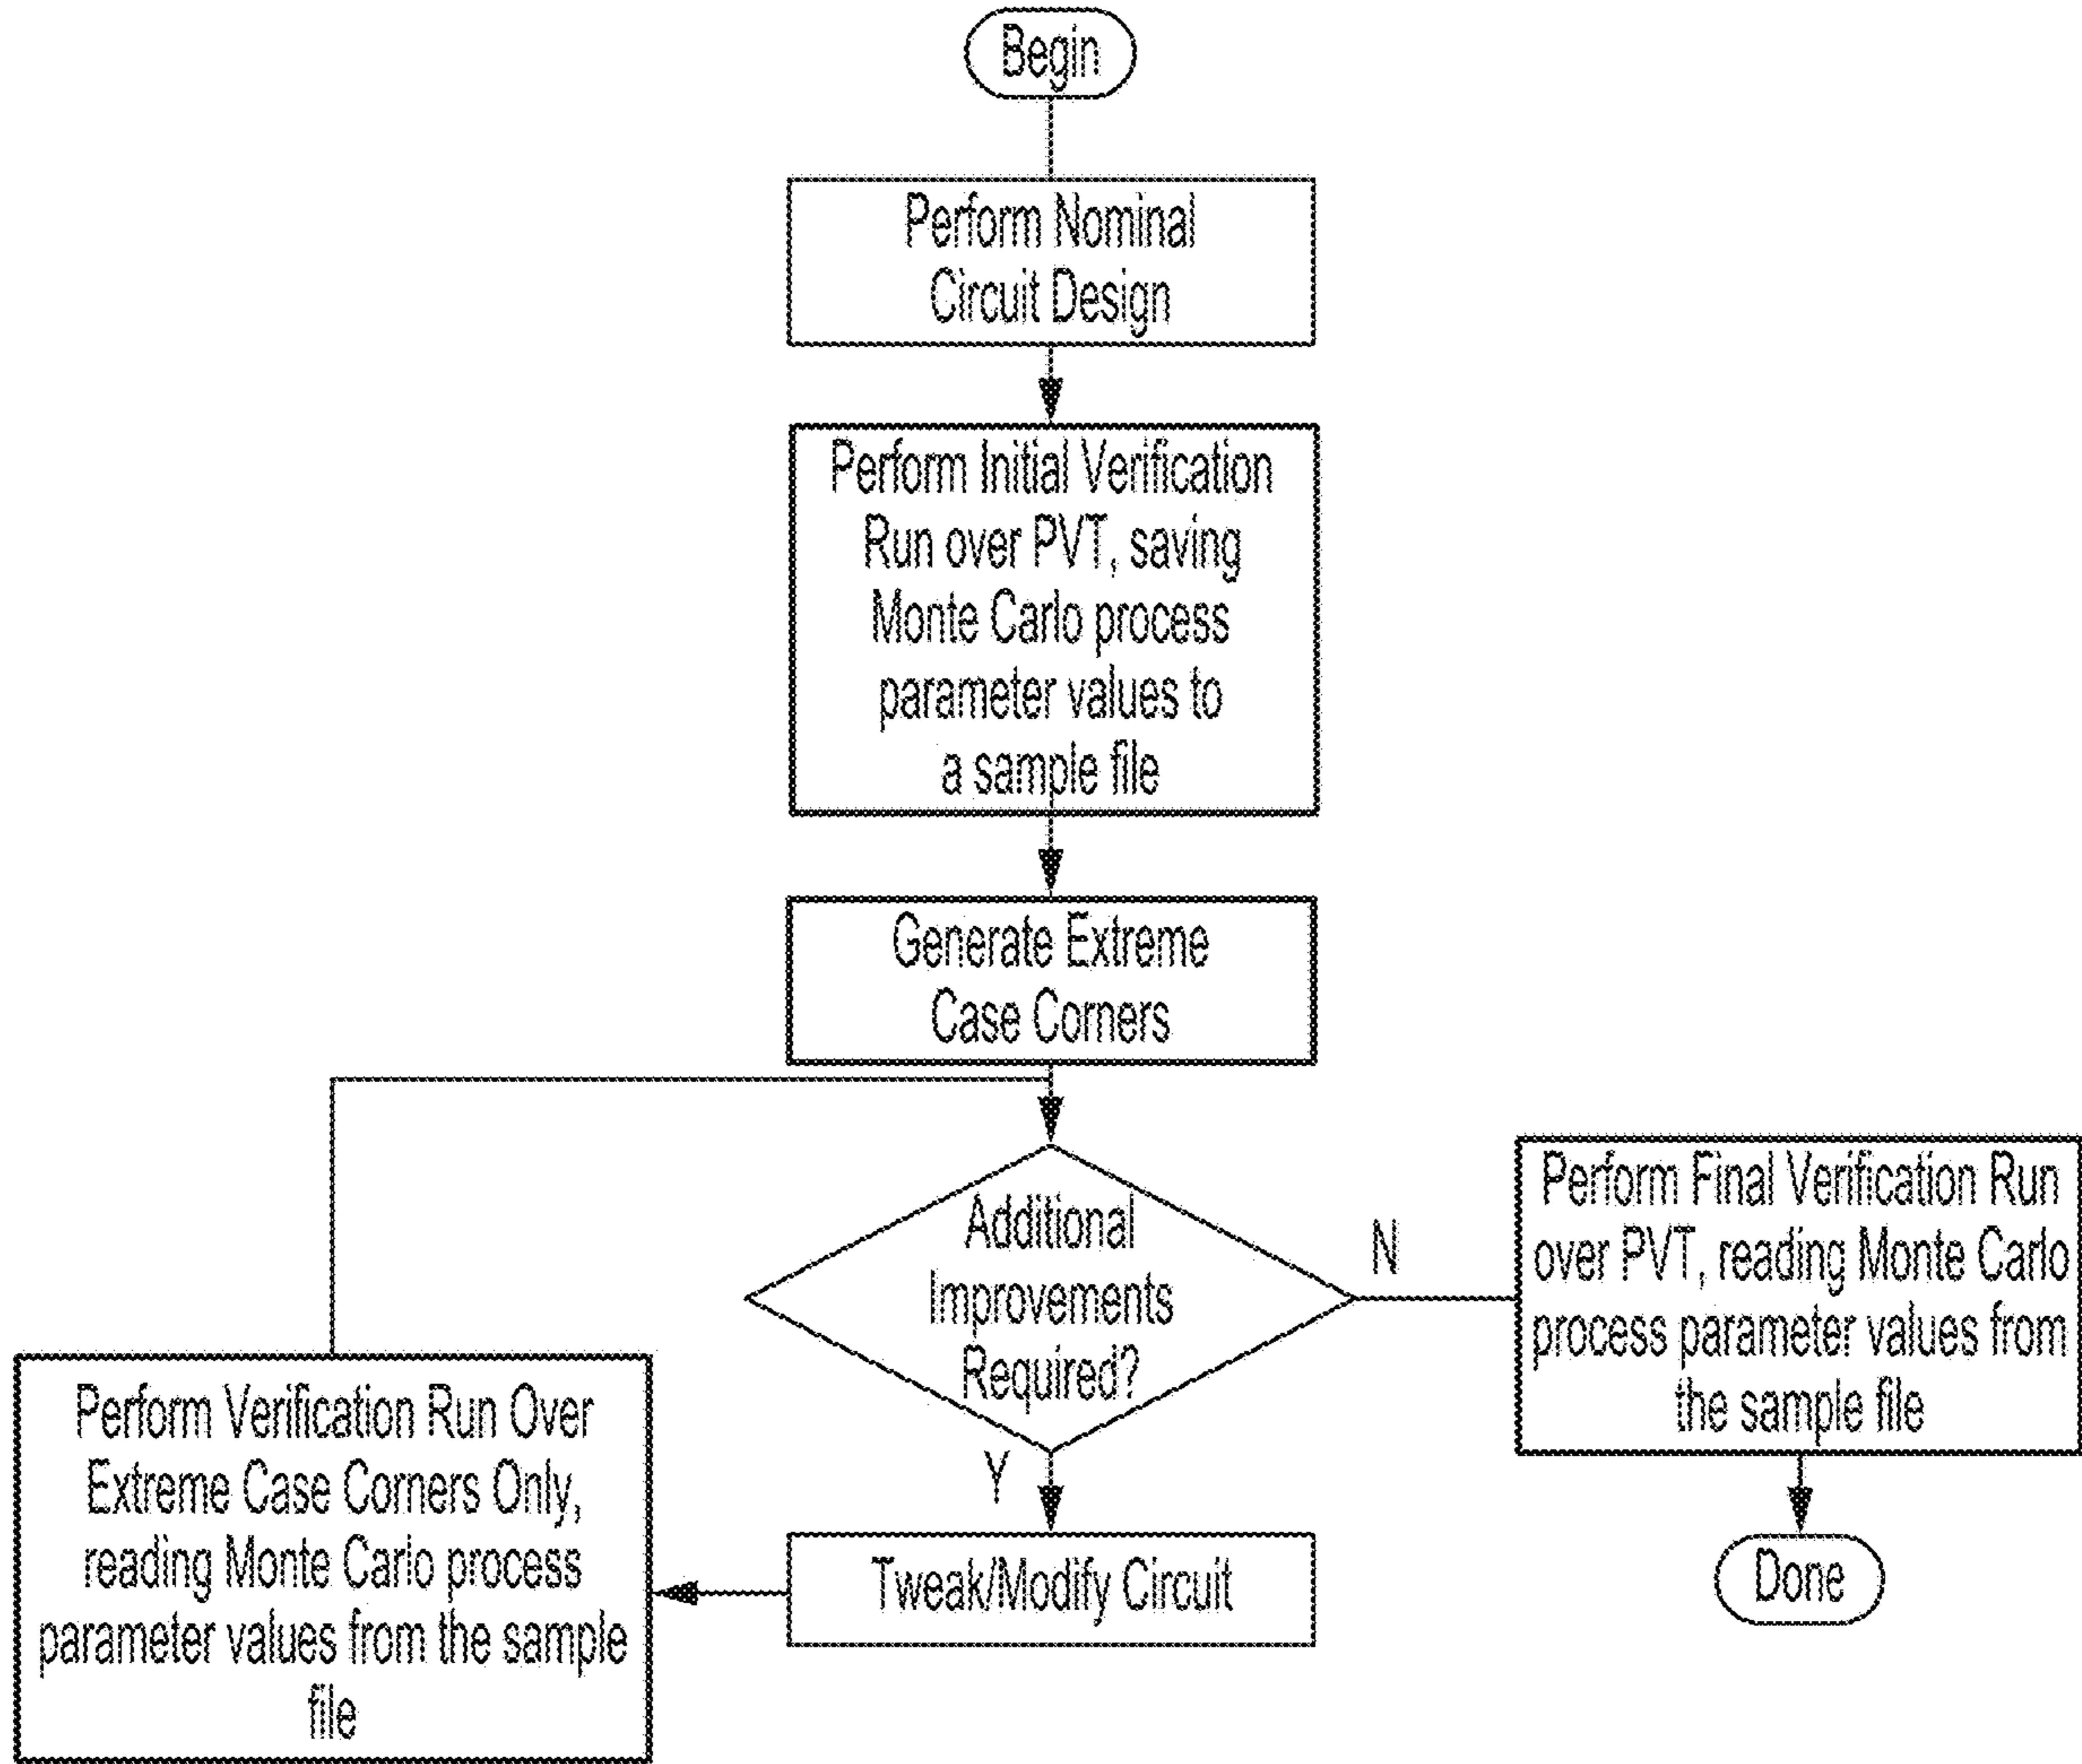 Begin
Perform Nominal
Circuit Design
Perform Initial Verification
Run over PVT, saving
Monte Carlo process
parameter values to
a sample file
Generate Extreme
Case Corners
Additional
Improvements
Required?
N
Perform Final Verification Run
over PVT, reading Monte Carlo
process parameter values from
the sample file
Done
Y
Tweak/Modify Circuit
Perform Verification Run Over
Extreme Case Corners Only,
reading Monte Carlo process
parameter values from the sample
file